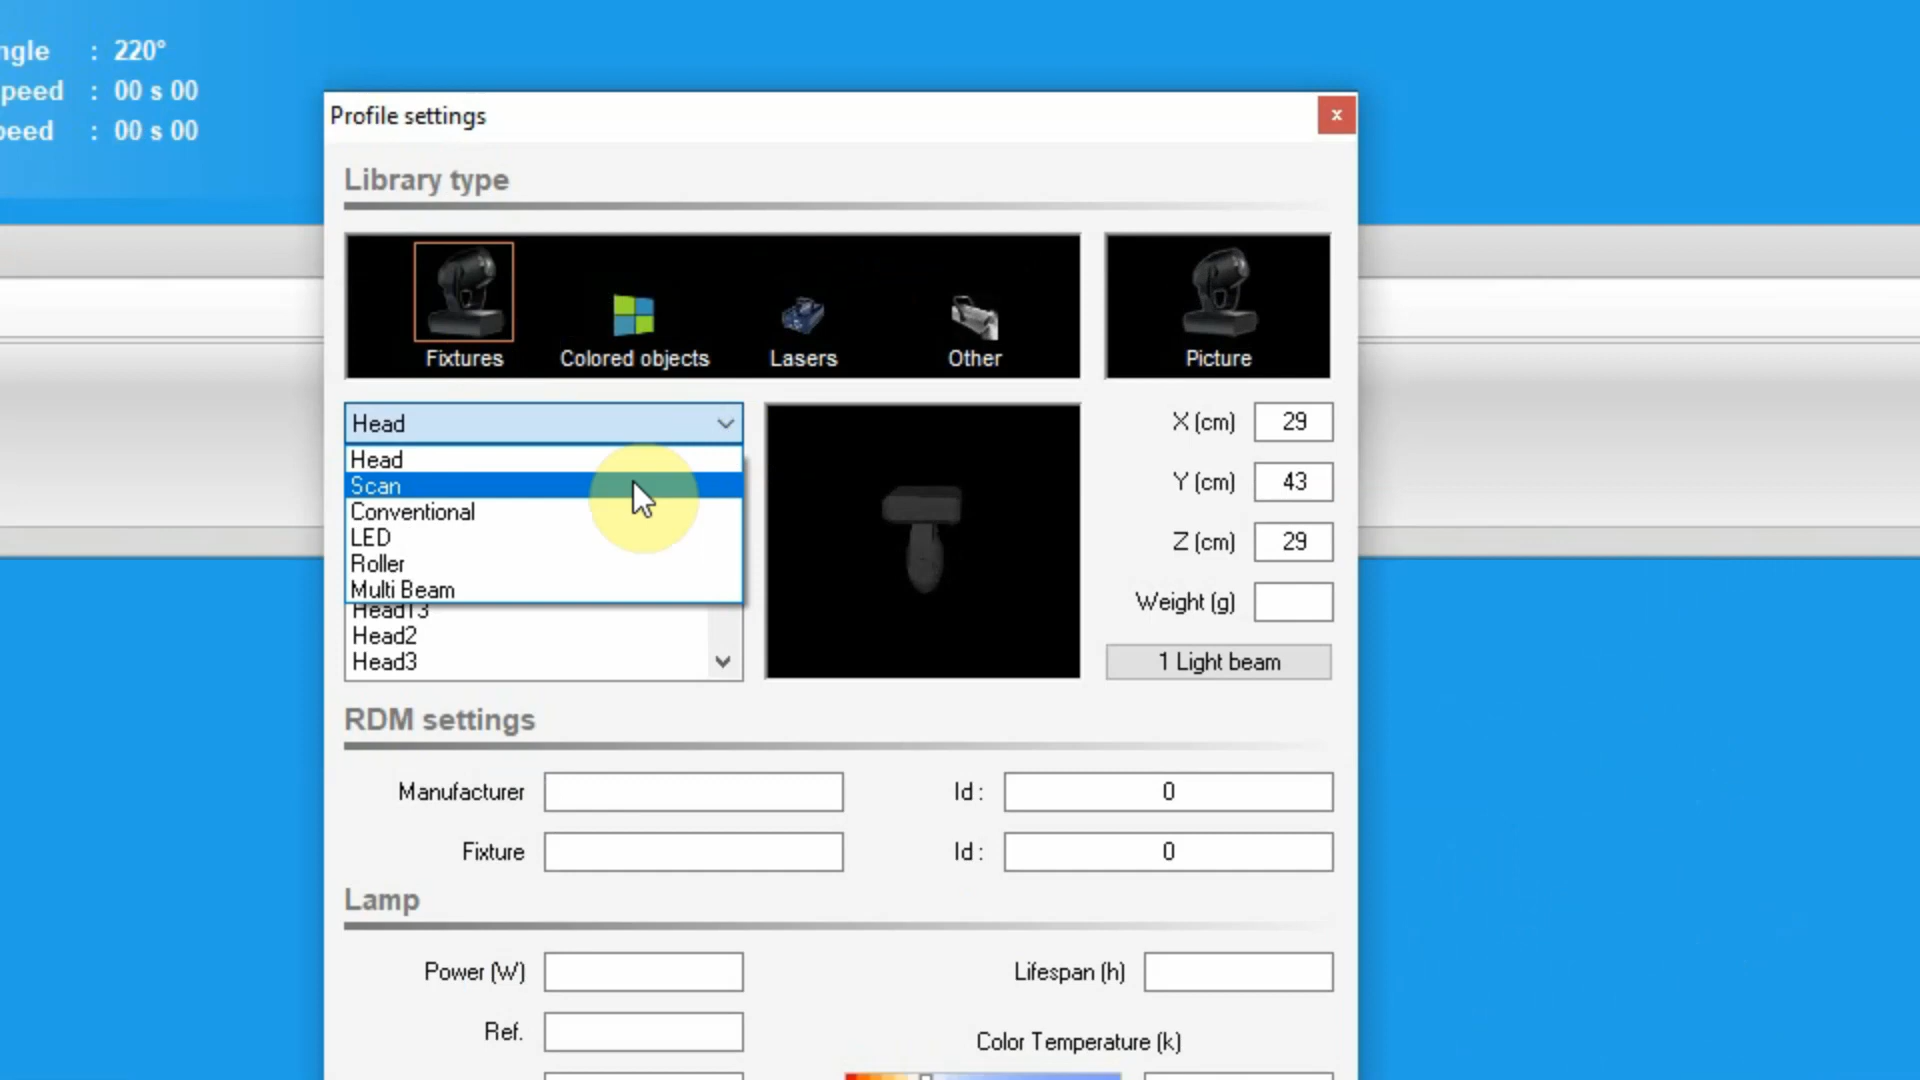 ngle : 220°
peed : 00 s 00
peed : 00 s 00
Profile settings
x
Library type
Fixtures
Colored objects
Lasers
Other
Picture
Head
Head
Scan
Conventional
LED
Roller
Multi Beam
Head13
Head2
Head3
X (cm) 29
Y (cm) 43
Z (cm) 29
Weight (g)
1 Light beam
RDM settings
Manufacturer
Id : 0
Fixture
Id : 0
Lamp
Power (W)
Lifespan (h)
Ref.
Color Temperature (k)